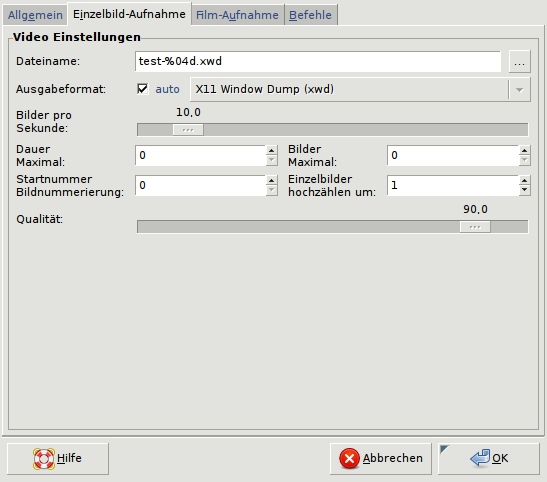 Allgemein Einzelbild-Aufnahme Film-Aufnahme Befehle
Video Einstellungen
Dateiname: test-%04d.xwd ...
Ausgabeformat: auto X11 Window Dump (xwd)
10,0
Bilder pro
Sekunde:
Dauer
Maximal: 0
Bilder
Maximal: 0
Startnummer
Bildnummerierung: 0
Einzelbilder
hochzählen um: 1
90,0
Qualität:
Hilfe Abbrechen OK